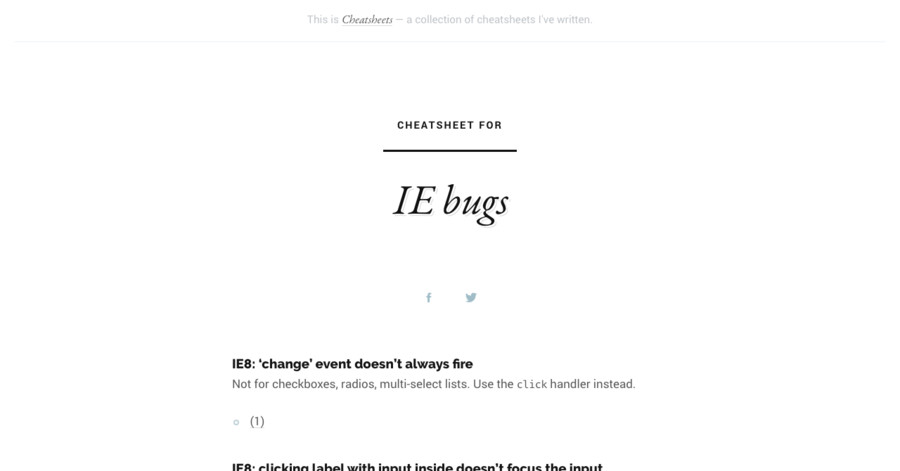 This is Cheatsheets — a collection of cheatsheets I've written.
CHEATSHEET FOR
IE bugs
IE8: ‘change’ event doesn’t always fire
Not for checkboxes, radios, multi-select lists. Use the click handler instead.
(1)
IE8: clicking label with input inside doesn’t focus the input